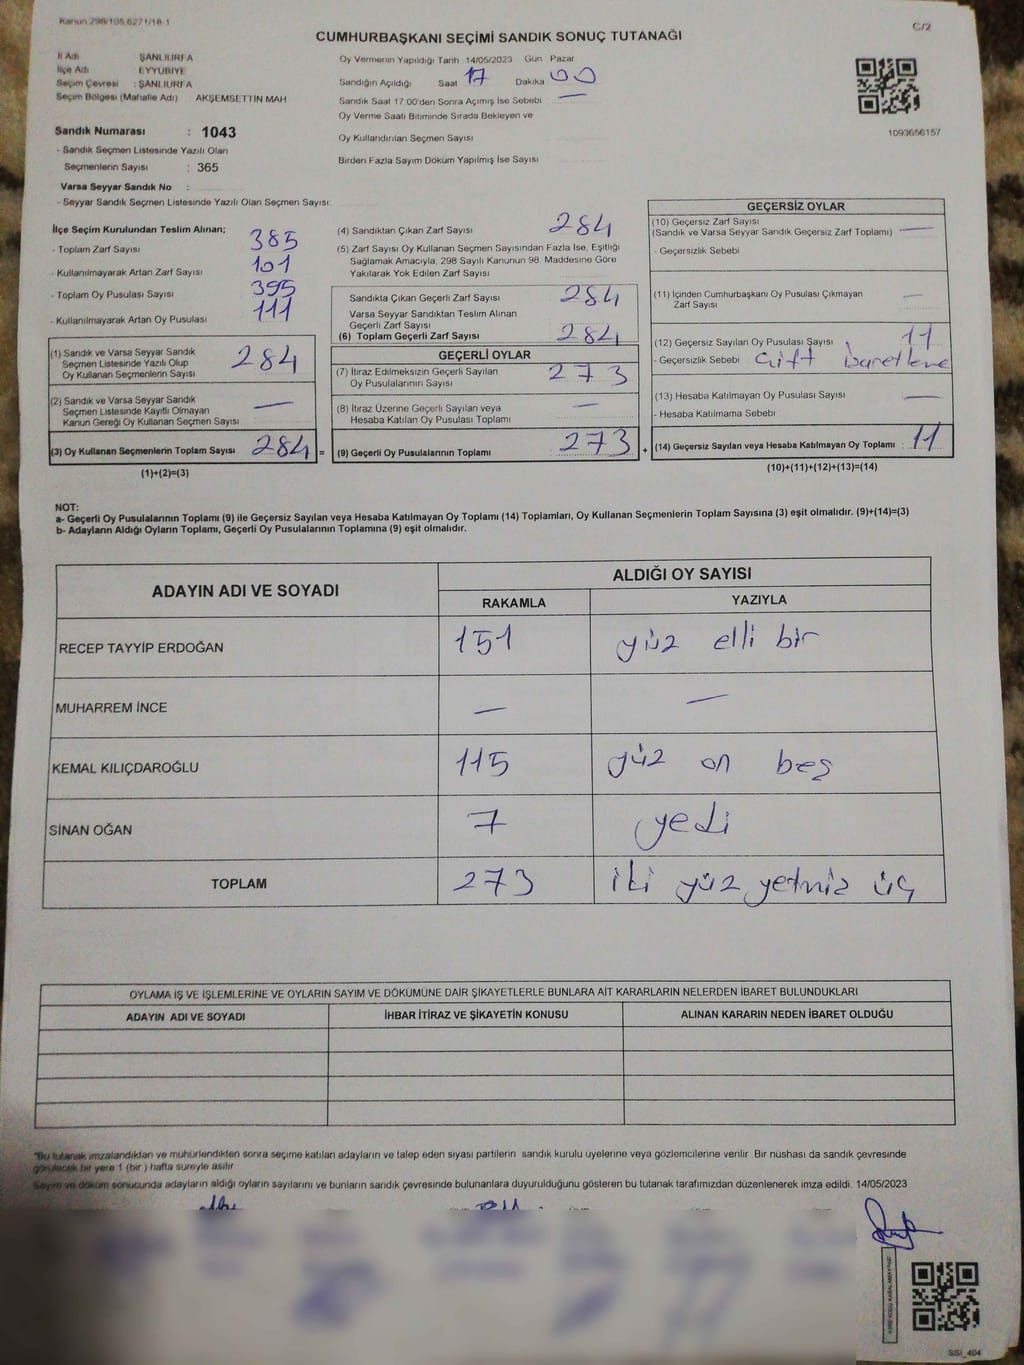 Kanun 298/105 6271/18-1
C/2
CUMHURBAŞKANI SEÇİMİ SANDIK SONUÇ TUTANAĞI
İl Adı ŞANLIURFA
İlçe Adı EYYUBİYE
Seçim Çevresi : ŞANLIURFA
Seçim Bölgesi (Mahalle Adı) AKŞEMSETTİN MAH
Sandık Numarası : 1043
- Sandık Seçmen Listesinde Yazılı Olan
Seçmenlerin Sayısı : 365
Varsa Seyyar Sandık No :
- Seyyar Sandık Seçmen Listesinde Yazılı Olan Seçmen Sayısı:
Oy Vermenin Yapıldığı Tarih 14/05/2023 Gün Pazar
Sandığın Açıldığı Saat 17 Dakika 00
Sandık Saat 17:00'den Sonra Açımış İse Sebebi —
Oy Verme Saati Bitiminde Sırada Bekleyen ve
Oy Kullandırılan Seçmen Sayısı
Birden Fazla Sayım Döküm Yapılmış İse Sayısı
1093656157
İlçe Seçim Kurulundan Teslim Alınan;
- Toplam Zarf Sayısı 385
- Kullanılmayarak Artan Zarf Sayısı 101
- Toplam Oy Pusulası Sayısı 395
- Kullanılmayarak Artan Oy Pusulası 111
(1) Sandık ve Varsa Seyyar Sandık
Seçmen Listesinde Yazılı Olup
Oy Kullanan Seçmenlerin Sayısı 284
(2) Sandık ve Varsa Seyyar Sandık
Seçmen Listesinde Kayıtlı Olmayan
Kanun Gereği Oy Kullanan Seçmen Sayısı —
(3) Oy Kullanan Seçmenlerin Toplam Sayısı 284 =
(1)+(2)=(3)
(4) Sandıktan Çıkan Zarf Sayısı 284
(5) Zarf Sayısı Oy Kullanan Seçmen Sayısından Fazla İse, Eşitliği
Sağlamak Amacıyla, 298 Sayılı Kanunun 98. Maddesine Göre
Yakılarak Yok Edilen Zarf Sayısı
Sandıkta Çıkan Geçerli Zarf Sayısı 284
Varsa Seyyar Sandıktan Teslim Alınan
Geçerli Zarf Sayısı
(6) Toplam Geçerli Zarf Sayısı 284
GEÇERLİ OYLAR
(7) İtiraz Edilmeksizin Geçerli Sayılan
Oy Pusulalarının Sayısı 273
(8) İtiraz Üzerine Geçerli Sayılan veya
Hesaba Katılan Oy Pusulası Toplamı —
(9) Geçerli Oy Pusulalarının Toplamı 273 +
GEÇERSİZ OYLAR
(10) Geçersiz Zarf Sayısı
(Sandık ve Varsa Seyyar Sandık Geçersiz Zarf Toplamı) —
- Geçersizlik Sebebi
(11) İçinden Cumhurbaşkanı Oy Pusulası Çıkmayan
Zarf Sayısı —
(12) Geçersiz Sayılan Oy Pusulası Sayısı 11
- Geçersizlik Sebebi Çift
(13) Hesaba Katılmayan Oy Pusulası Sayısı —
- Hesaba Katılmama Sebebi
(14) Geçersiz Sayılan veya Hesaba Katılmayan Oy Toplamı : 11
(10)+(11)+(12)+(13)=(14)
NOT:
a- Geçerli Oy Pusulalarının Toplamı (9) ile Geçersiz Sayılan veya Hesaba Katılmayan Oy Toplamı (14) Toplamları, Oy Kullanan Seçmenlerin Toplam Sayısına (3) eşit olmalıdır. (9)+(14)=(3)
b- Adayların Aldığı Oyların Toplamı, Geçerli Oy Pusulalarının Toplamına (9) eşit olmalıdır.
ADAYIN ADI VE SOYADI
ALDIĞI OY SAYISI
RAKAMLA YAZIYLA
RECEP TAYYİP ERDOĞAN 151 yüz elli bir
MUHARREM İNCE — —
KEMAL KILIÇDAROĞLU 115 yüz on beş
SİNAN OĞAN 7 yedi
TOPLAM 273 iki yüz yetmiş üç
OYLAMA İŞ VE İŞLEMLERİNE VE OYLARIN SAYIM VE DÖKÜMÜNE DAİR ŞİKAYETLERLE BUNLARA AİT KARARLARIN NELERDEN İBARET BULUNDUKLARI
ADAYIN ADI VE SOYADI İHBAR İTİRAZ VE ŞİKAYETİN KONUSU ALINAN KARARIN NEDEN İBARET OLDUĞU
"Bu tutanak imzalandıktan ve mühürlendikten sonra seçime katılan adayların ve talep eden siyasi partilerin sandık kurulu üyelerine veya gözlemcilerine verilir. Bir nüshası da sandık çevresinde
görülecek bir yere 1 (bir ) hafta süreyle asılır.
Sayım ve döküm sonucunda adayların aldığı oyların sayılarını ve bunların sandık çevresinde bulunanlara duyurulduğunu gösteren bu tutanak tarafımızdan düzenlenerek imza edildi. 14/05/2023
SSI_404